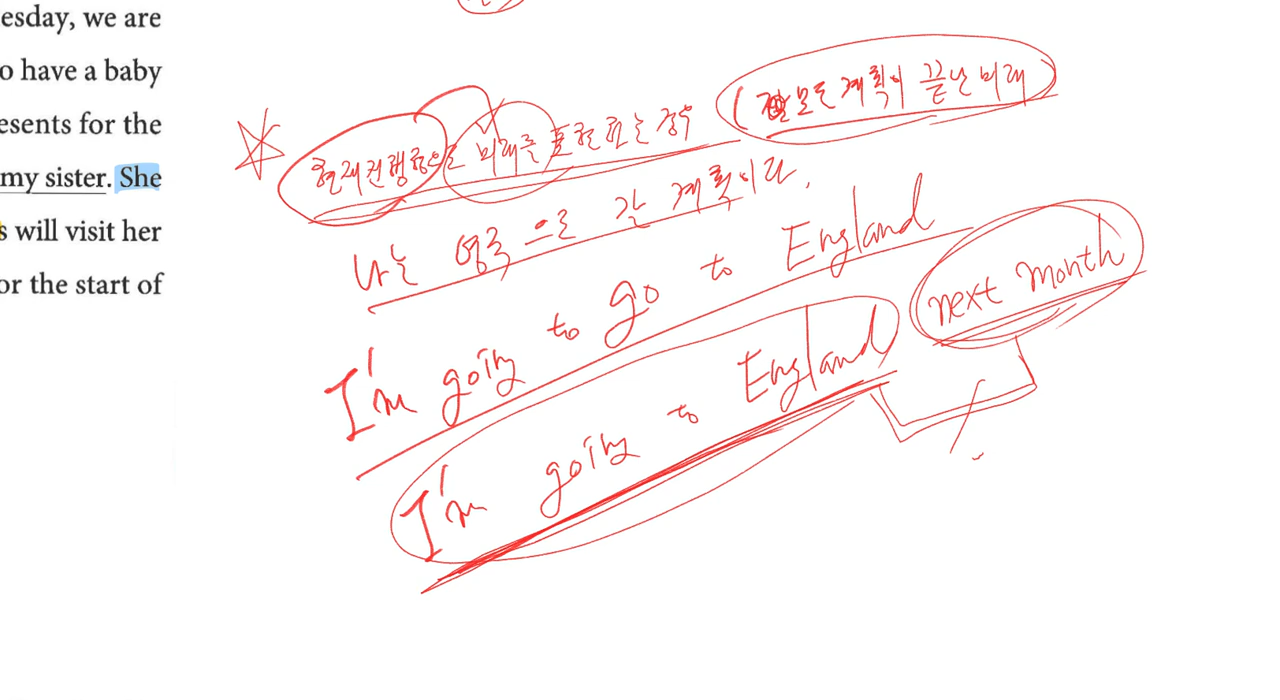 esday, we are
o have a baby
esents for the
my sister. She
s will visit her
or the start of
현재진행형으로 미래를 표현하는 경우 (모든 계획이 끝난 미래)
나는 영국으로 갈 계획이다.
I'm going to go to England
I'm going to England next month